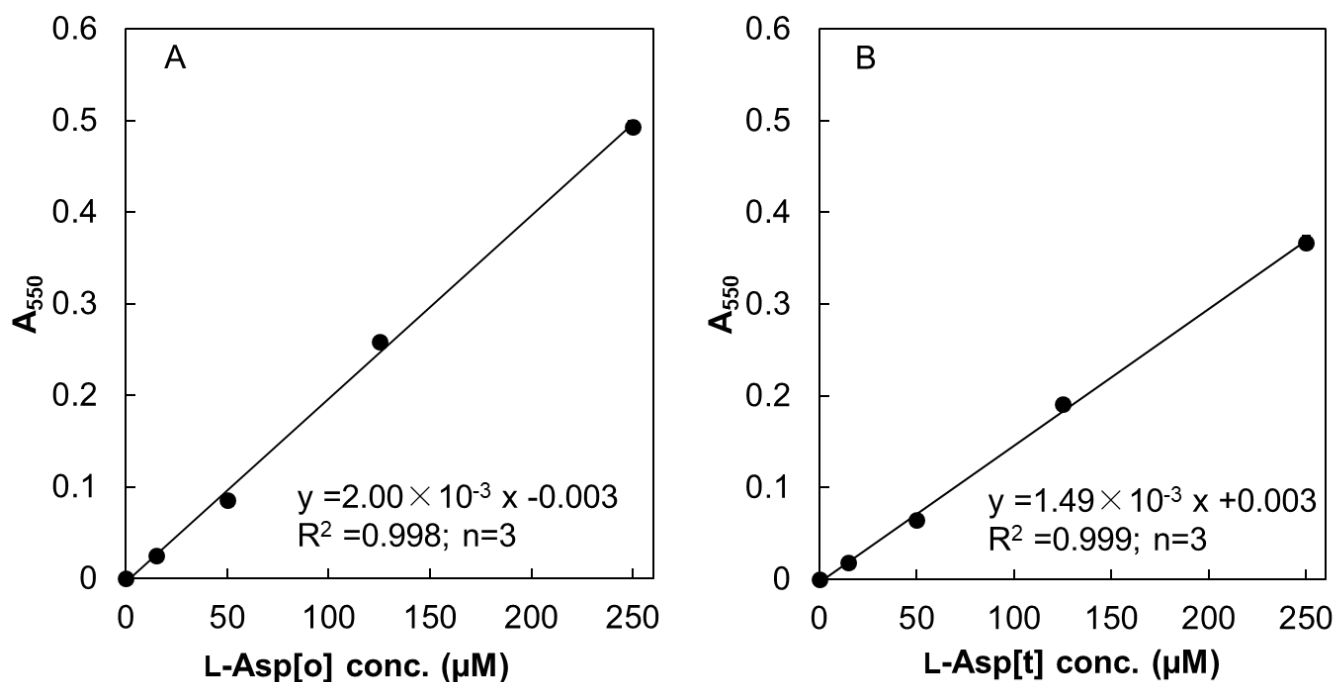 A
A550
0.6
0.5
0.4
0.3
0.2
0.1
0
y =2.00×10-3 x -0.003
R2 =0.998; n=3
0 50 100 150 200 250
L-Asp[o] conc. (µM)
B
A550
0.6
0.5
0.4
0.3
0.2
0.1
0
y =1.49×10-3 x +0.003
R2 =0.999; n=3
0 50 100 150 200 250
L-Asp[t] conc. (µM)